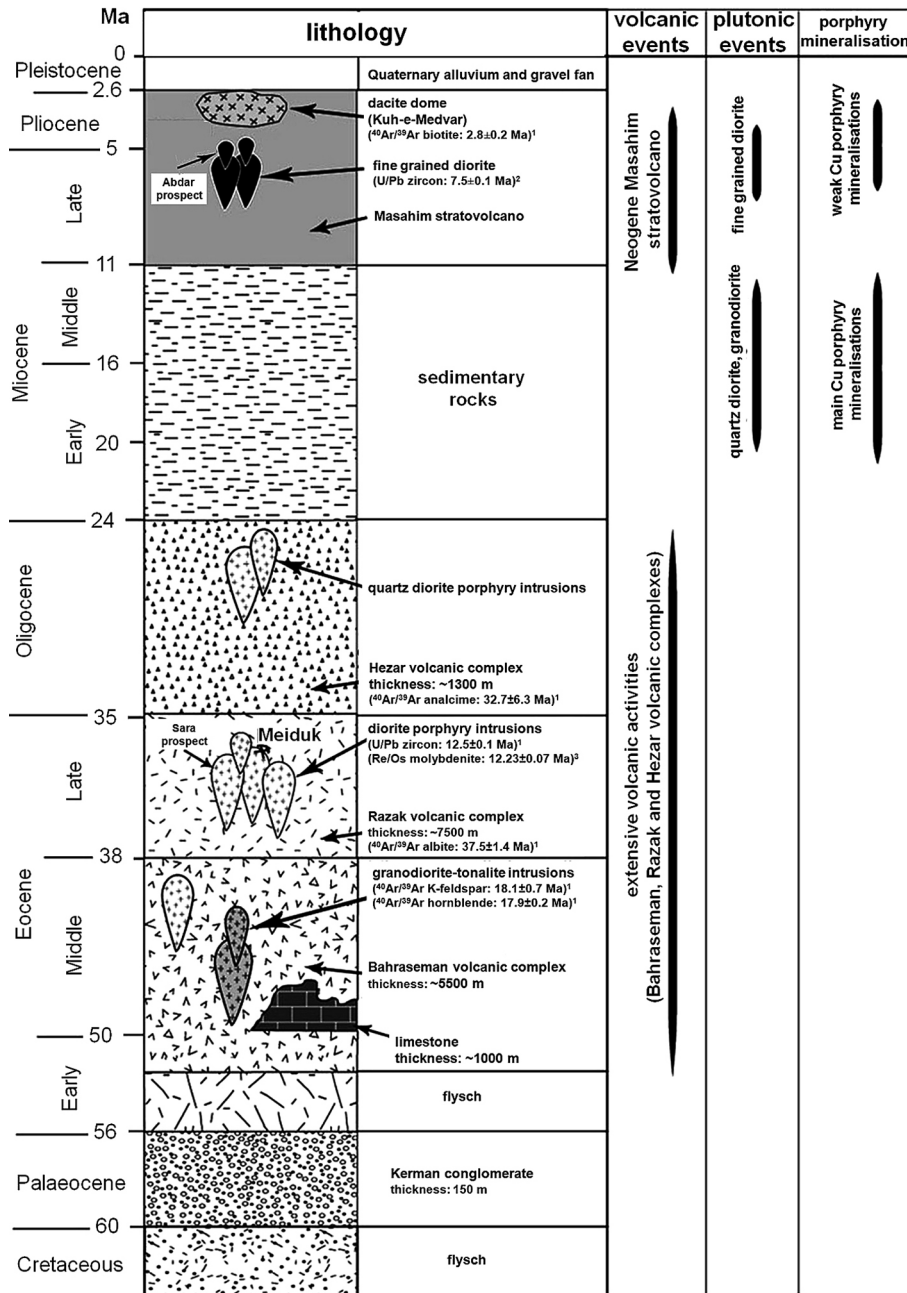 Ma
0
lithology
volcanic
events
plutonic
events
porphyry
mineralisation
Pleistocene
Quaternary alluvium and gravel fan
2.6
Pliocene
dacite dome
(Kuh-e-Medvar)
(⁴⁰Ar/³⁹Ar biotite: 2.8±0.2 Ma)¹
5
Abdar
prospect
fine grained diorite
(U/Pb zircon: 7.5±0.1 Ma)²
Late
Masahim stratovolcano
Neogene Masahim
stratovolcano
fine grained diorite
weak Cu porphyry
mineralisations
11
Miocene
Middle
16
sedimentary
rocks
Early
20
quartz diorite, granodiorite
main Cu porphyry
mineralisations
24
Oligocene
quartz diorite porphyry intrusions
Hezar volcanic complex
thickness: ~1300 m
(⁴⁰Ar/³⁹Ar analcime: 32.7±6.3 Ma)¹
extensive volcanic activities
(Bahraseman, Razak and Hezar volcanic complexes)
35
Eocene
Late
Sara
prospect
Meiduk
diorite porphyry intrusions
(U/Pb zircon: 12.5±0.1 Ma)¹
(Re/Os molybdenite: 12.23±0.07 Ma)³
Razak volcanic complex
thickness: ~7500 m
(⁴⁰Ar/³⁹Ar albite: 37.5±1.4 Ma)¹
38
Middle
granodiorite-tonalite intrusions
(⁴⁰Ar/³⁹Ar K-feldspar: 18.1±0.7 Ma)¹
(⁴⁰Ar/³⁹Ar hornblende: 17.9±0.2 Ma)¹
Bahraseman volcanic complex
thickness: ~5500 m
50
limestone
thickness: ~1000 m
Early
flysch
56
Palaeocene
Kerman conglomerate
thickness: 150 m
60
Cretaceous
flysch